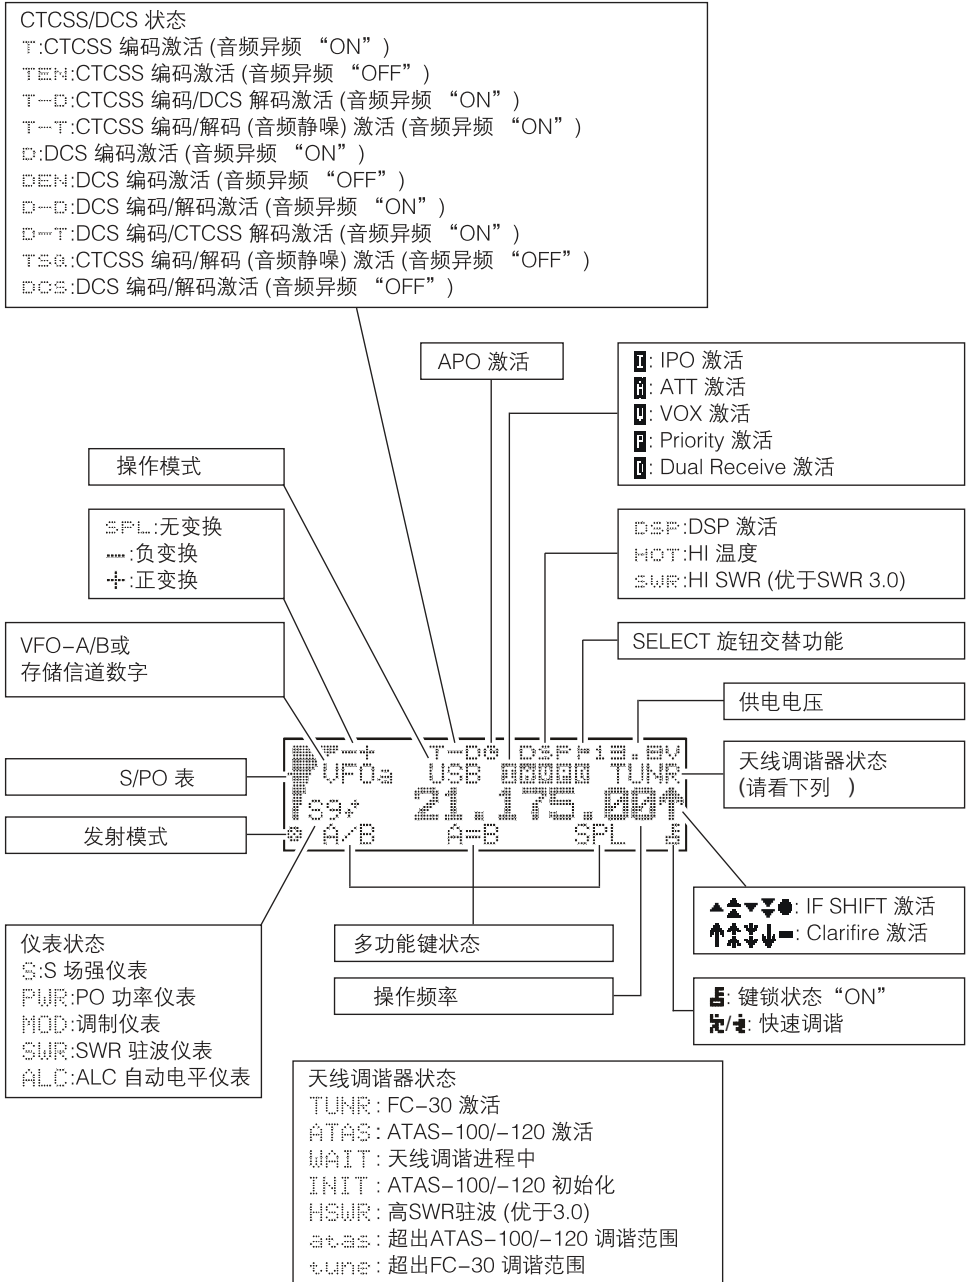 CTCSS/DCS 状态
T:CTCSS 编码激活 (音频异频 “ON”)
TEN:CTCSS 编码激活 (音频异频 “OFF”)
T-D:CTCSS 编码/DCS 解码激活 (音频异频 “ON”)
T-T:CTCSS 编码/解码 (音频静噪) 激活 (音频异频 “ON”)
D:DCS 编码激活 (音频异频 “ON”)
DEN:DCS 编码激活 (音频异频 “OFF”)
D-D:DCS 编码/解码激活 (音频异频 “ON”)
D-T:DCS 编码/CTCSS 解码激活 (音频异频 “ON”)
TSQ:CTCSS 编码/解码 (音频静噪) 激活 (音频异频 “OFF”)
DCS:DCS 编码/解码激活 (音频异频 “OFF”)
APO 激活
I: IPO 激活
A: ATT 激活
V: VOX 激活
P: Priority 激活
D: Dual Receive 激活
操作模式
SPL:无变换
-:负变换
+:正变换
DSP:DSP 激活
HOT:HI 温度
SWR:HI SWR (优于SWR 3.0)
VFO-A/B或
存储信道数字
SELECT 旋钮交替功能
供电电压
S/PO 表
发射模式
-+ T-D DSP 13.8V
VFOa USB TUNR
S9+ 21.175.00↑
A/B A=B SPL
天线调谐器状态
(请看下列 )
▲▼●: IF SHIFT 激活
↑↓-: Clarifire 激活
仪表状态
S:S 场强仪表
PWR:PO 功率仪表
MOD:调制仪表
SWR:SWR 驻波仪表
ALC:ALC 自动电平仪表
多功能键状态
操作频率
: 键锁状态“ON”
/: 快速调谐
天线调谐器状态
TUNR: FC-30 激活
ATAS: ATAS-100/-120 激活
WAIT: 天线调谐进程中
INIT: ATAS-100/-120 初始化
HSWR: 高SWR驻波 (优于3.0)
atas: 超出ATAS-100/-120 调谐范围
tune: 超出FC-30 调谐范围